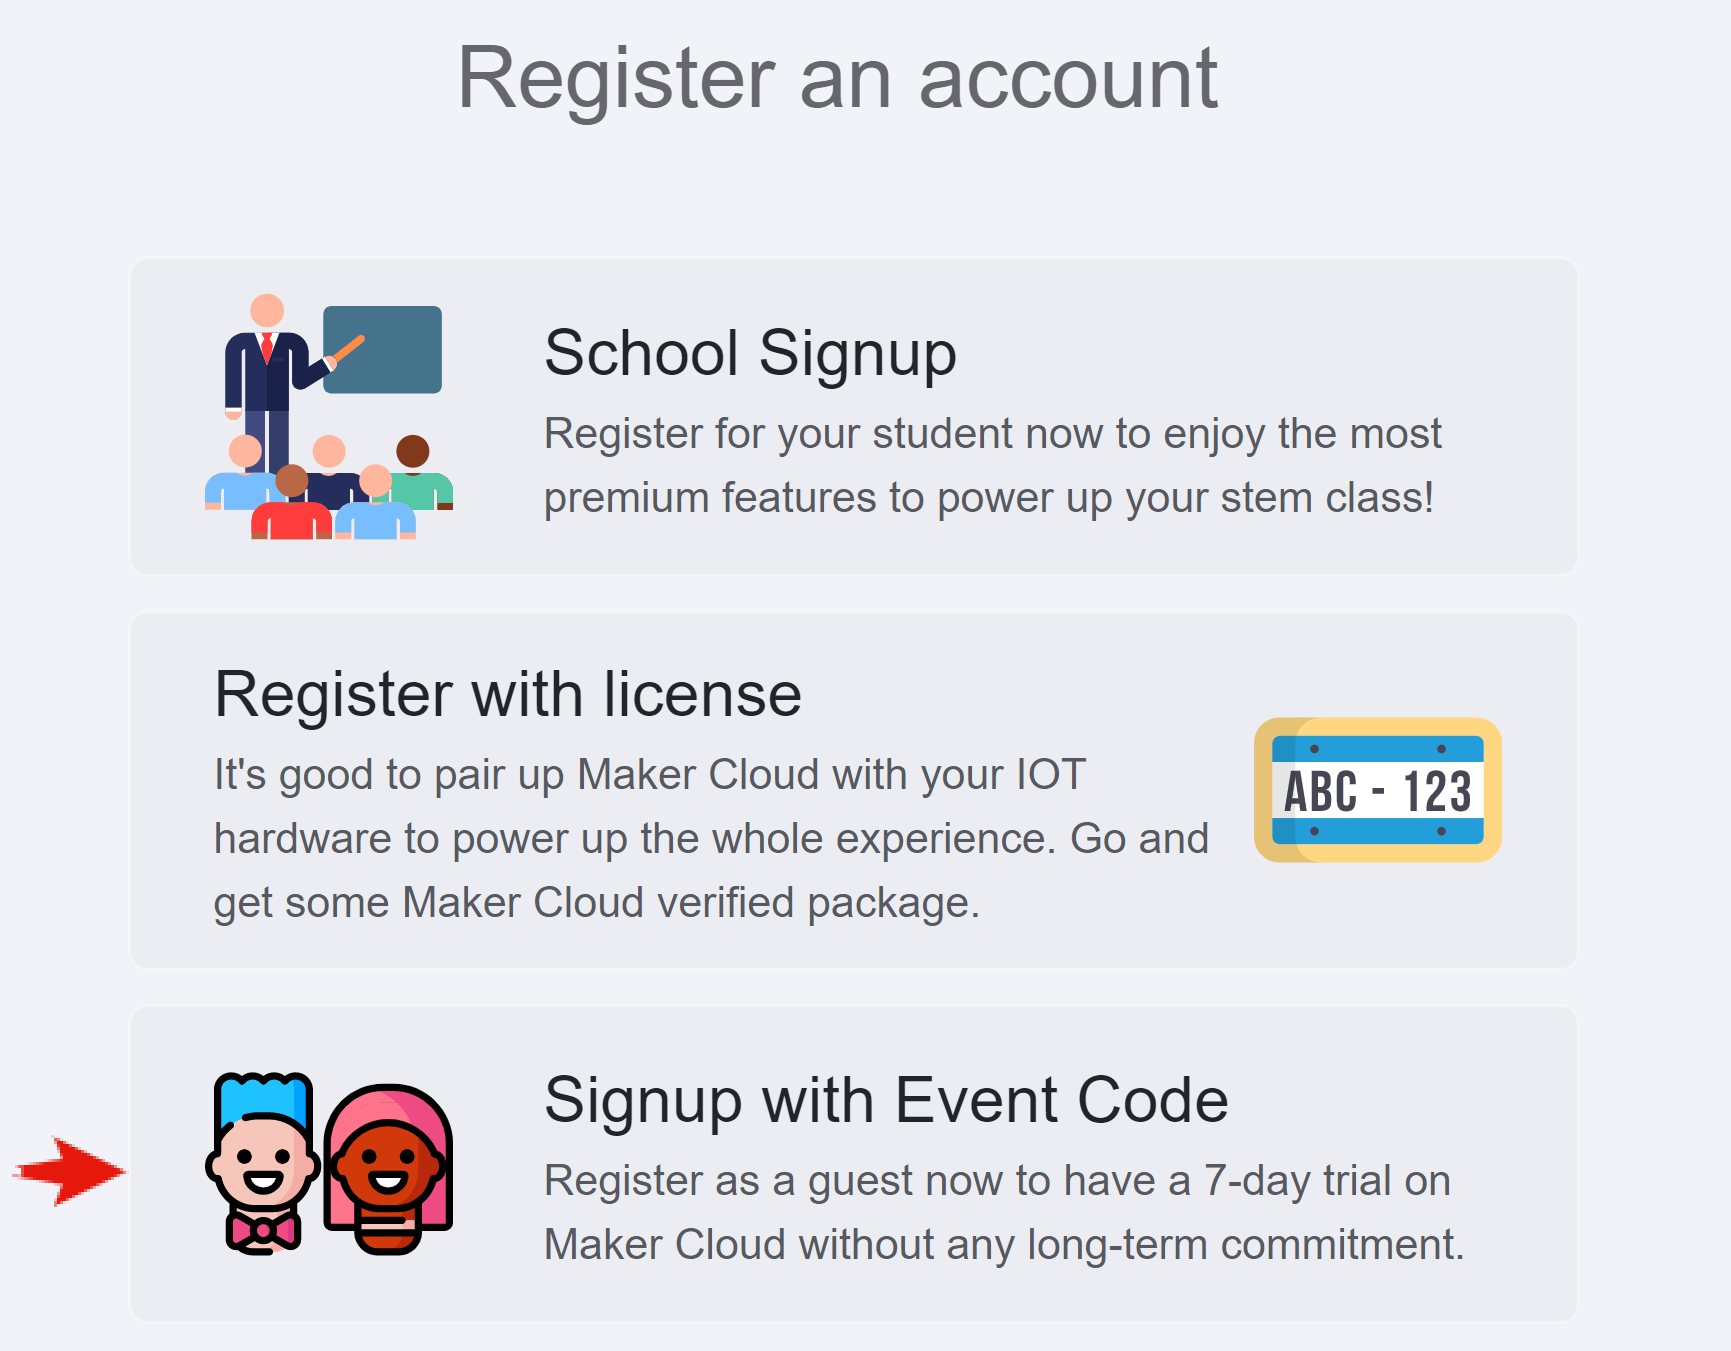 Register an account
School Signup
Register for your student now to enjoy the most
premium features to power up your stem class!
Register with license
It's good to pair up Maker Cloud with your IOT
hardware to power up the whole experience. Go and
get some Maker Cloud verified package.
ABC - 123
Signup with Event Code
Register as a guest now to have a 7-day trial on
Maker Cloud without any long-term commitment.